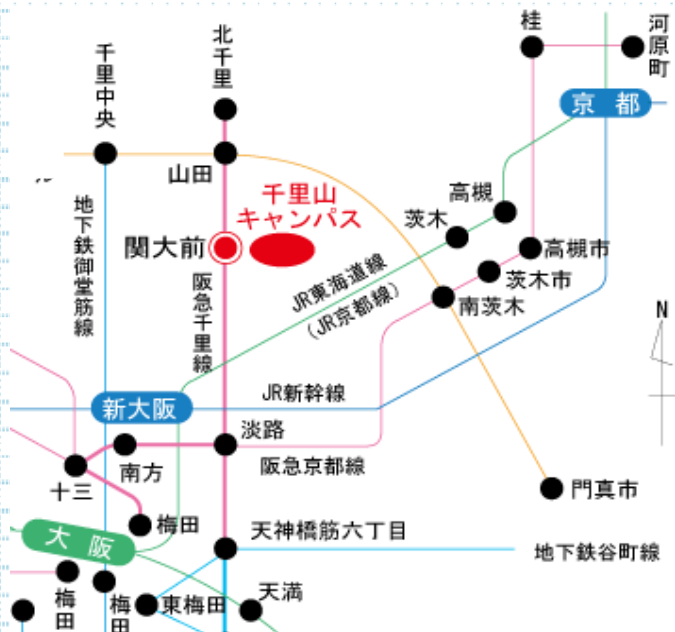 河原町
桂
北千里
千里中央
京都
山田
高槻
千里山
キャンパス
茨木
関大前
高槻市
地下鉄御堂筋線
阪急千里線
JR東海道線
(JR京都線)
茨木市
南茨木
N
新大阪
JR新幹線
淡路
南方
阪急京都線
十三
門真市
梅田
大阪
天神橋筋六丁目
地下鉄谷町線
梅田
梅田
東梅田
天満